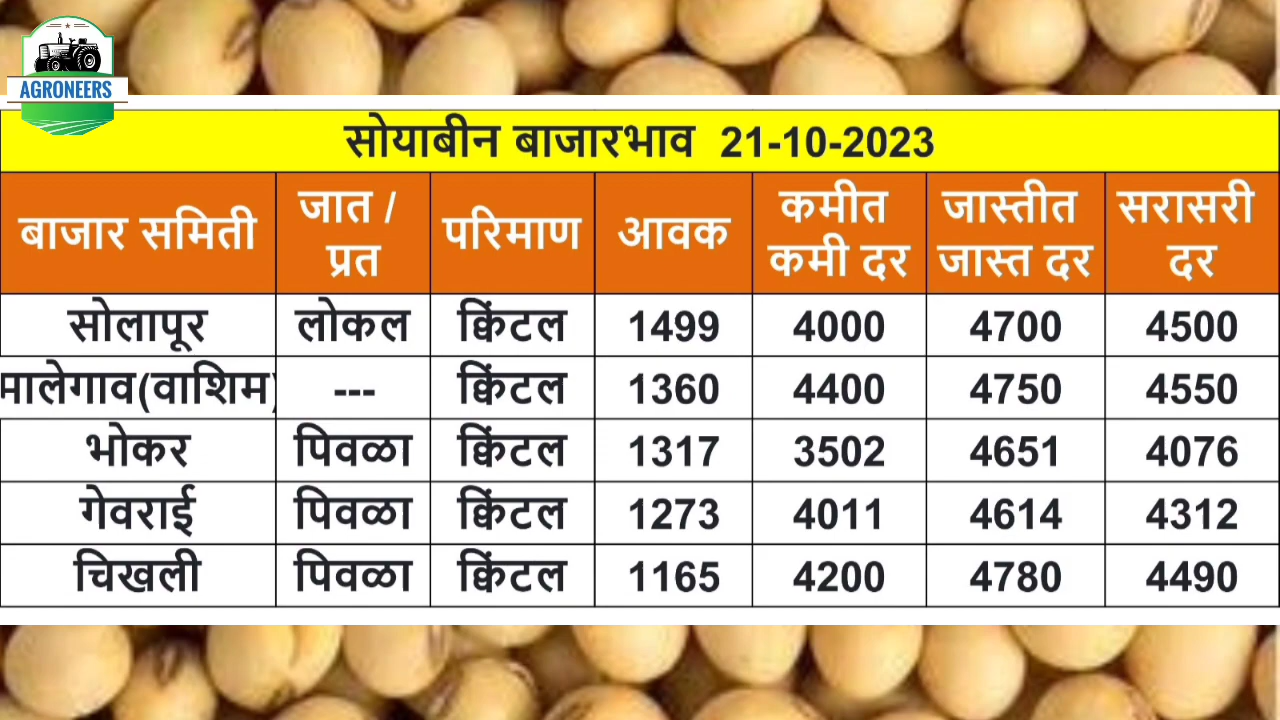 AGRONEERS
सोयाबीन बाजारभाव 21-10-2023
बाजार समिती जात / प्रत परिमाण आवक कमीत कमी दर जास्तीत जास्त दर सरासरी दर
सोलापूर लोकल क्विंटल 1499 4000 4700 4500
मालेगाव(वाशिम) --- क्विंटल 1360 4400 4750 4550
भोकर पिवळा क्विंटल 1317 3502 4651 4076
गेवराई पिवळा क्विंटल 1273 4011 4614 4312
चिखली पिवळा क्विंटल 1165 4200 4780 4490